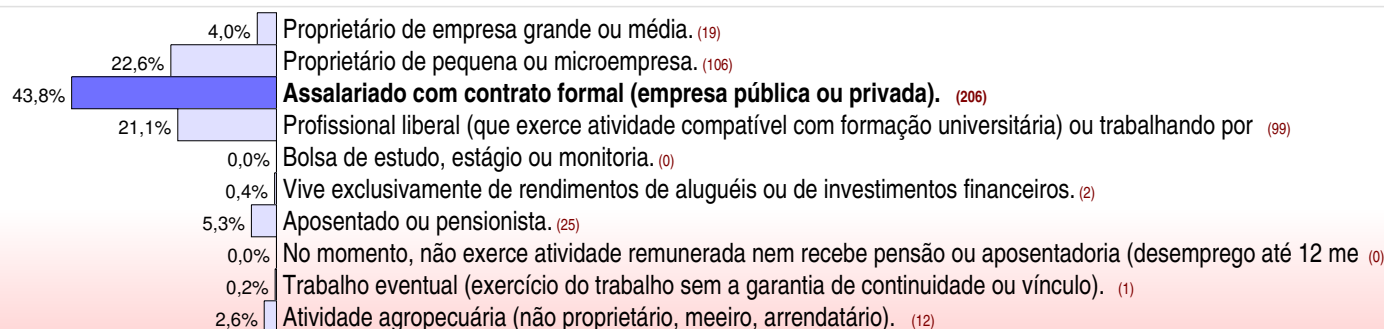 4,0% Proprietário de empresa grande ou média. (19)
22,6% Proprietário de pequena ou microempresa. (106)
43,8% Assalariado com contrato formal (empresa pública ou privada). (206)
21,1% Profissional liberal (que exerce atividade compatível com formação universitária) ou trabalhando por (99)
0,0% Bolsa de estudo, estágio ou monitoria. (0)
0,4% Vive exclusivamente de rendimentos de aluguéis ou de investimentos financeiros. (2)
5,3% Aposentado ou pensionista. (25)
0,0% No momento, não exerce atividade remunerada nem recebe pensão ou aposentadoria (desemprego até 12 me (0)
0,2% Trabalho eventual (exercício do trabalho sem a garantia de continuidade ou vínculo). (1)
2,6% Atividade agropecuária (não proprietário, meeiro, arrendatário). (12)